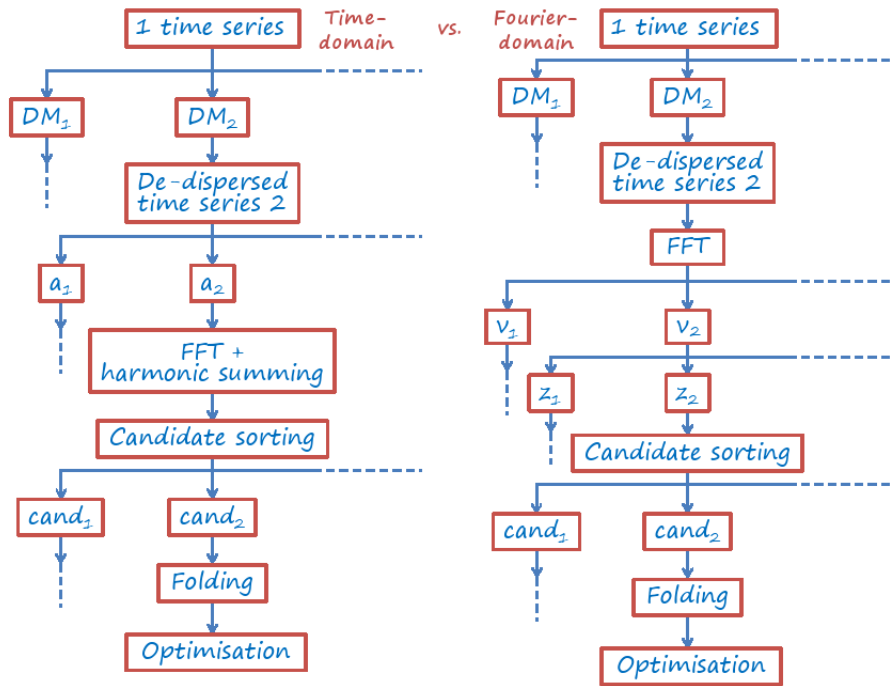 1 time series
Time-
domain
vs.
Fourier-
domain
1 time series
DM₁
DM₂
DM₁
DM₂
De-dispersed
time series 2
De-dispersed
time series 2
FFT
a₁
a₂
ν₁
ν₂
FFT +
harmonic summing
z₁
z₂
Candidate sorting
Candidate sorting
cand₁
cand₂
cand₁
cand₂
Folding
Folding
Optimisation
Optimisation